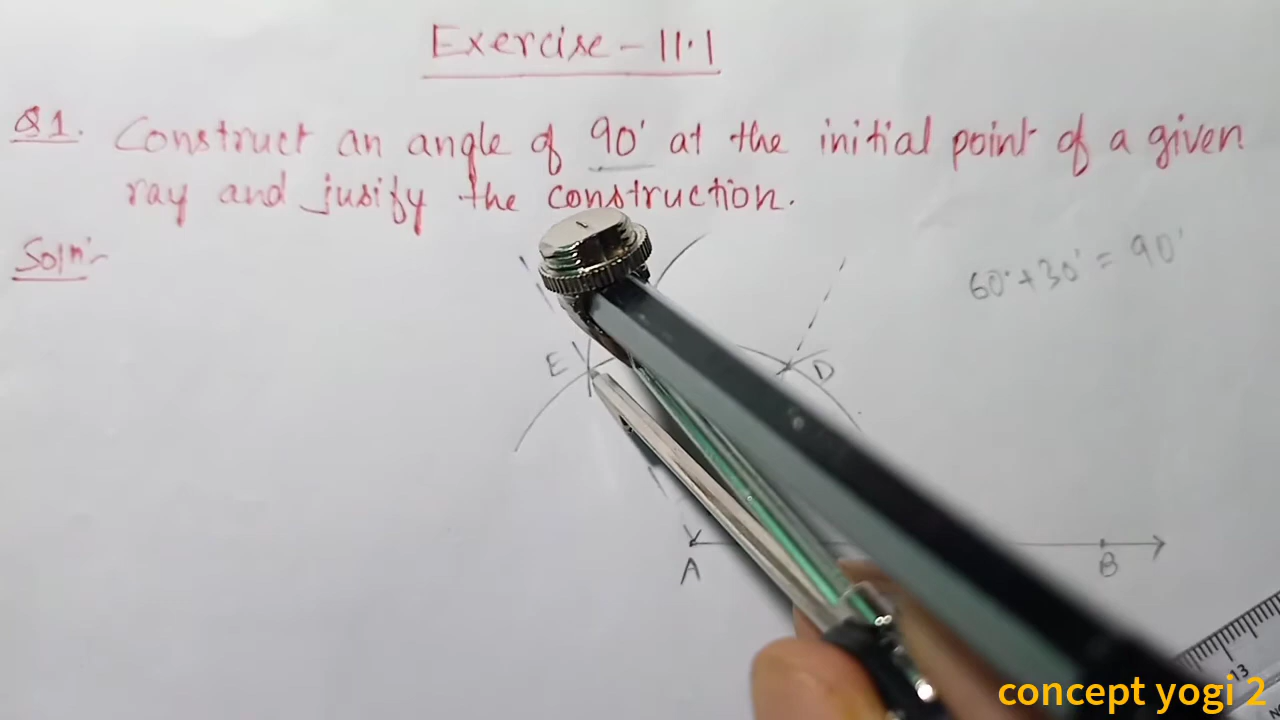 Exercise - 11.1
Q1. Construct an angle of 90° at the initial point of a given
ray and jusify the construction.
Soln:-
60° + 30° = 90°
E
D
A
B
13
concept yogi 2